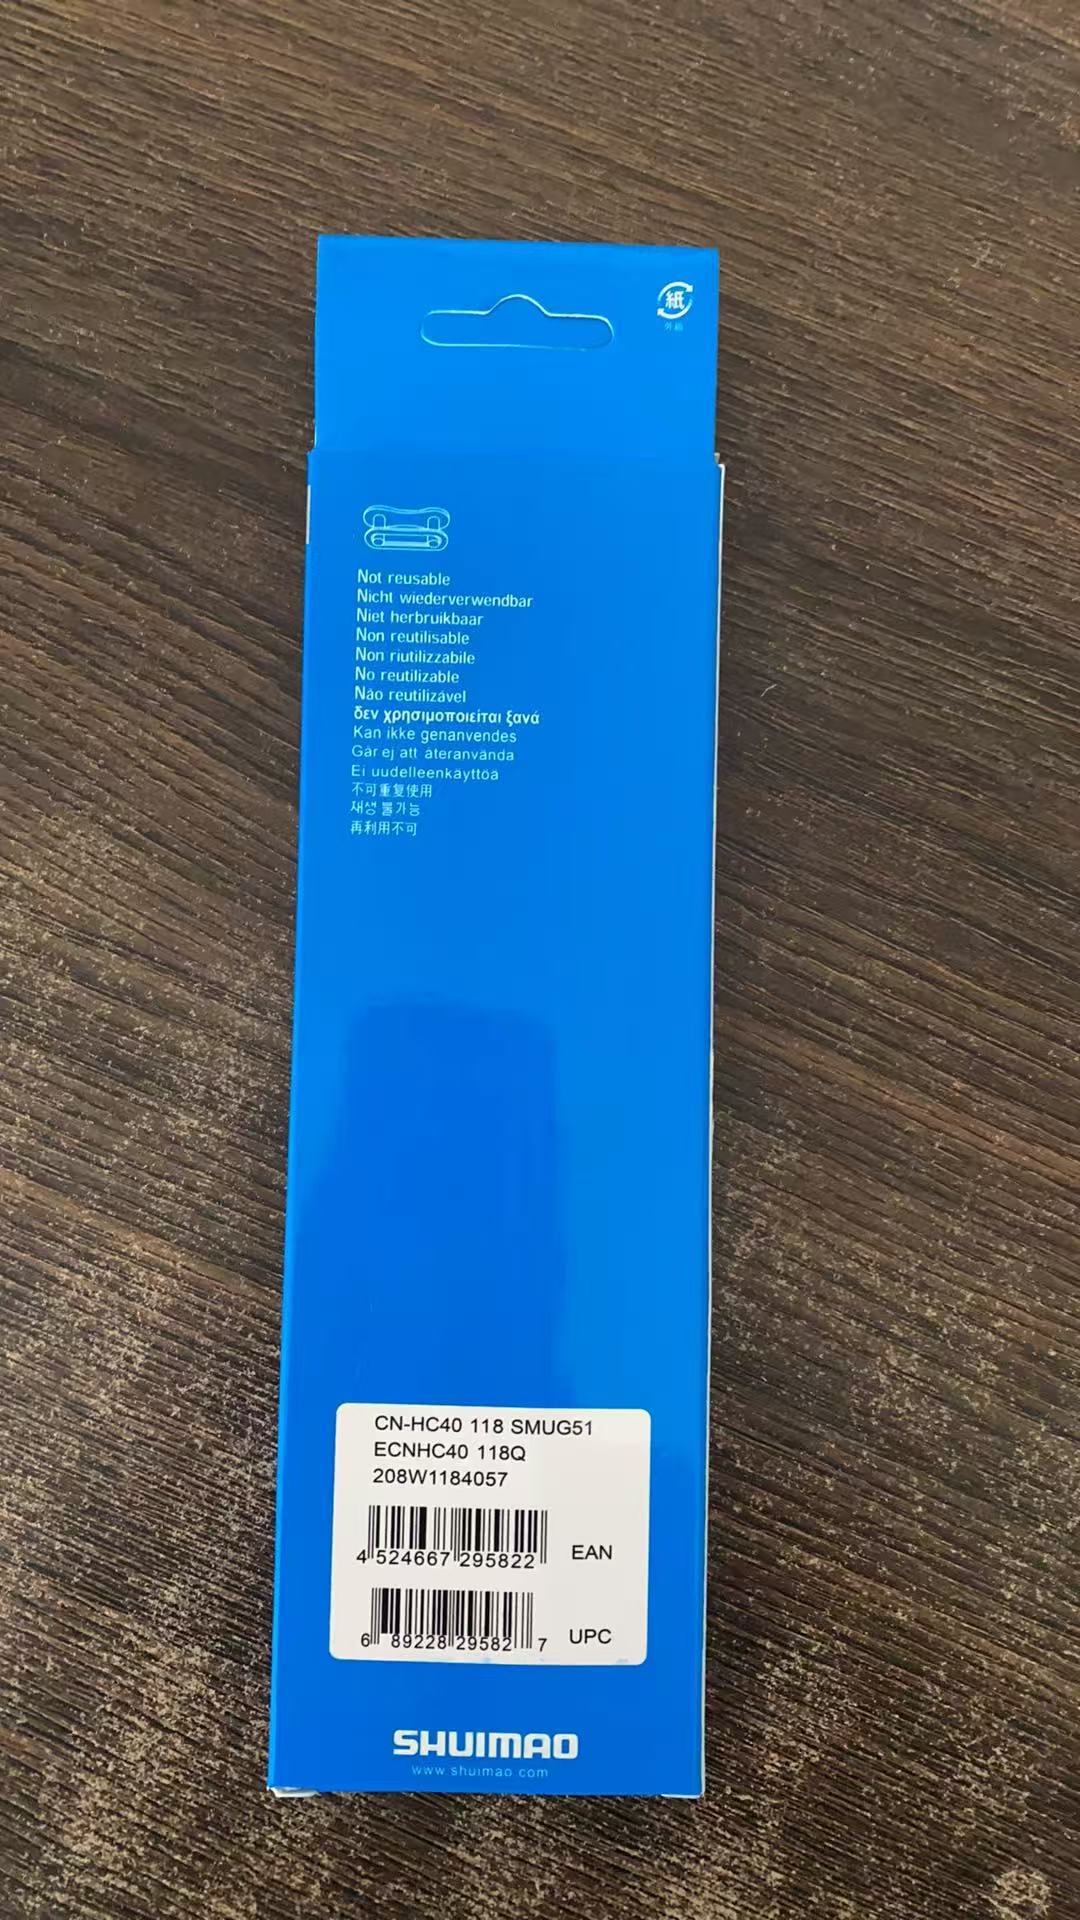 紙
外箱
Not reusable
Nicht wiederverwendbar
Niet herbruikbaar
Non reutilisable
Non riutilizzabile
No reutilizable
Não reutilizável
δεν χρησιμοποιείται ξανά
Kan ikke genanvendes
Går ej att återanvända
Ei uudelleenkäyttöä
不可重复使用
재생 불가능
再利用不可
CN-HC40 118 SMUG51
ECNHC40 118Q
208W1184057
4 524667 295822
EAN
6 89228 29582 7
UPC
SHUIMAO
www shuimao com